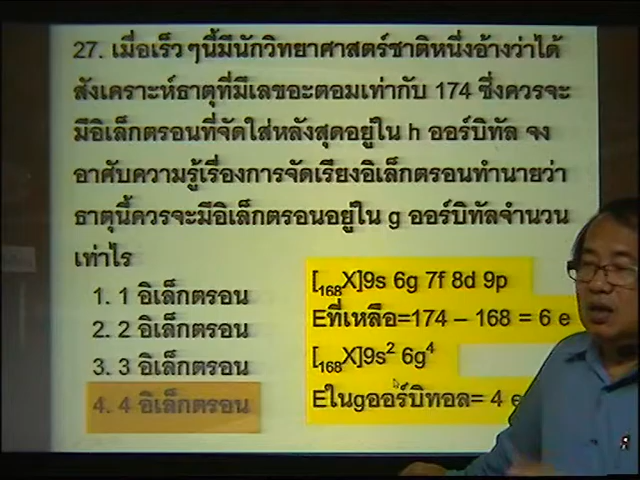 27. เมื่อเร็วๆนี้มีนักวิทยาศาสตร์ชาติหนึ่งอ้างว่าได้
สังเคราะห์ธาตุที่มีเลขอะตอมเท่ากับ 174 ซึ่งควรจะ
มีอิเล็กตรอนที่จัดใส่หลังสุดอยู่ใน h ออร์บิทัล จง
อาศับความรู้เรื่องการจัดเรียงอิเล็กตรอนทำนายว่า
ธาตุนี้ควรจะมีอิเล็กตรอนอยู่ใน g ออร์บิทัลจำนวน
เท่าไร
1. 1 อิเล็กตรอน
2. 2 อิเล็กตรอน
3. 3 อิเล็กตรอน
4. 4 อิเล็กตรอน
[₁₆₈X]9s 6g 7f 8d 9p
Eที่เหลือ=174 – 168 = 6 e
[₁₆₈X]9s² 6g⁴
Eในgออร์บิทอล= 4 e